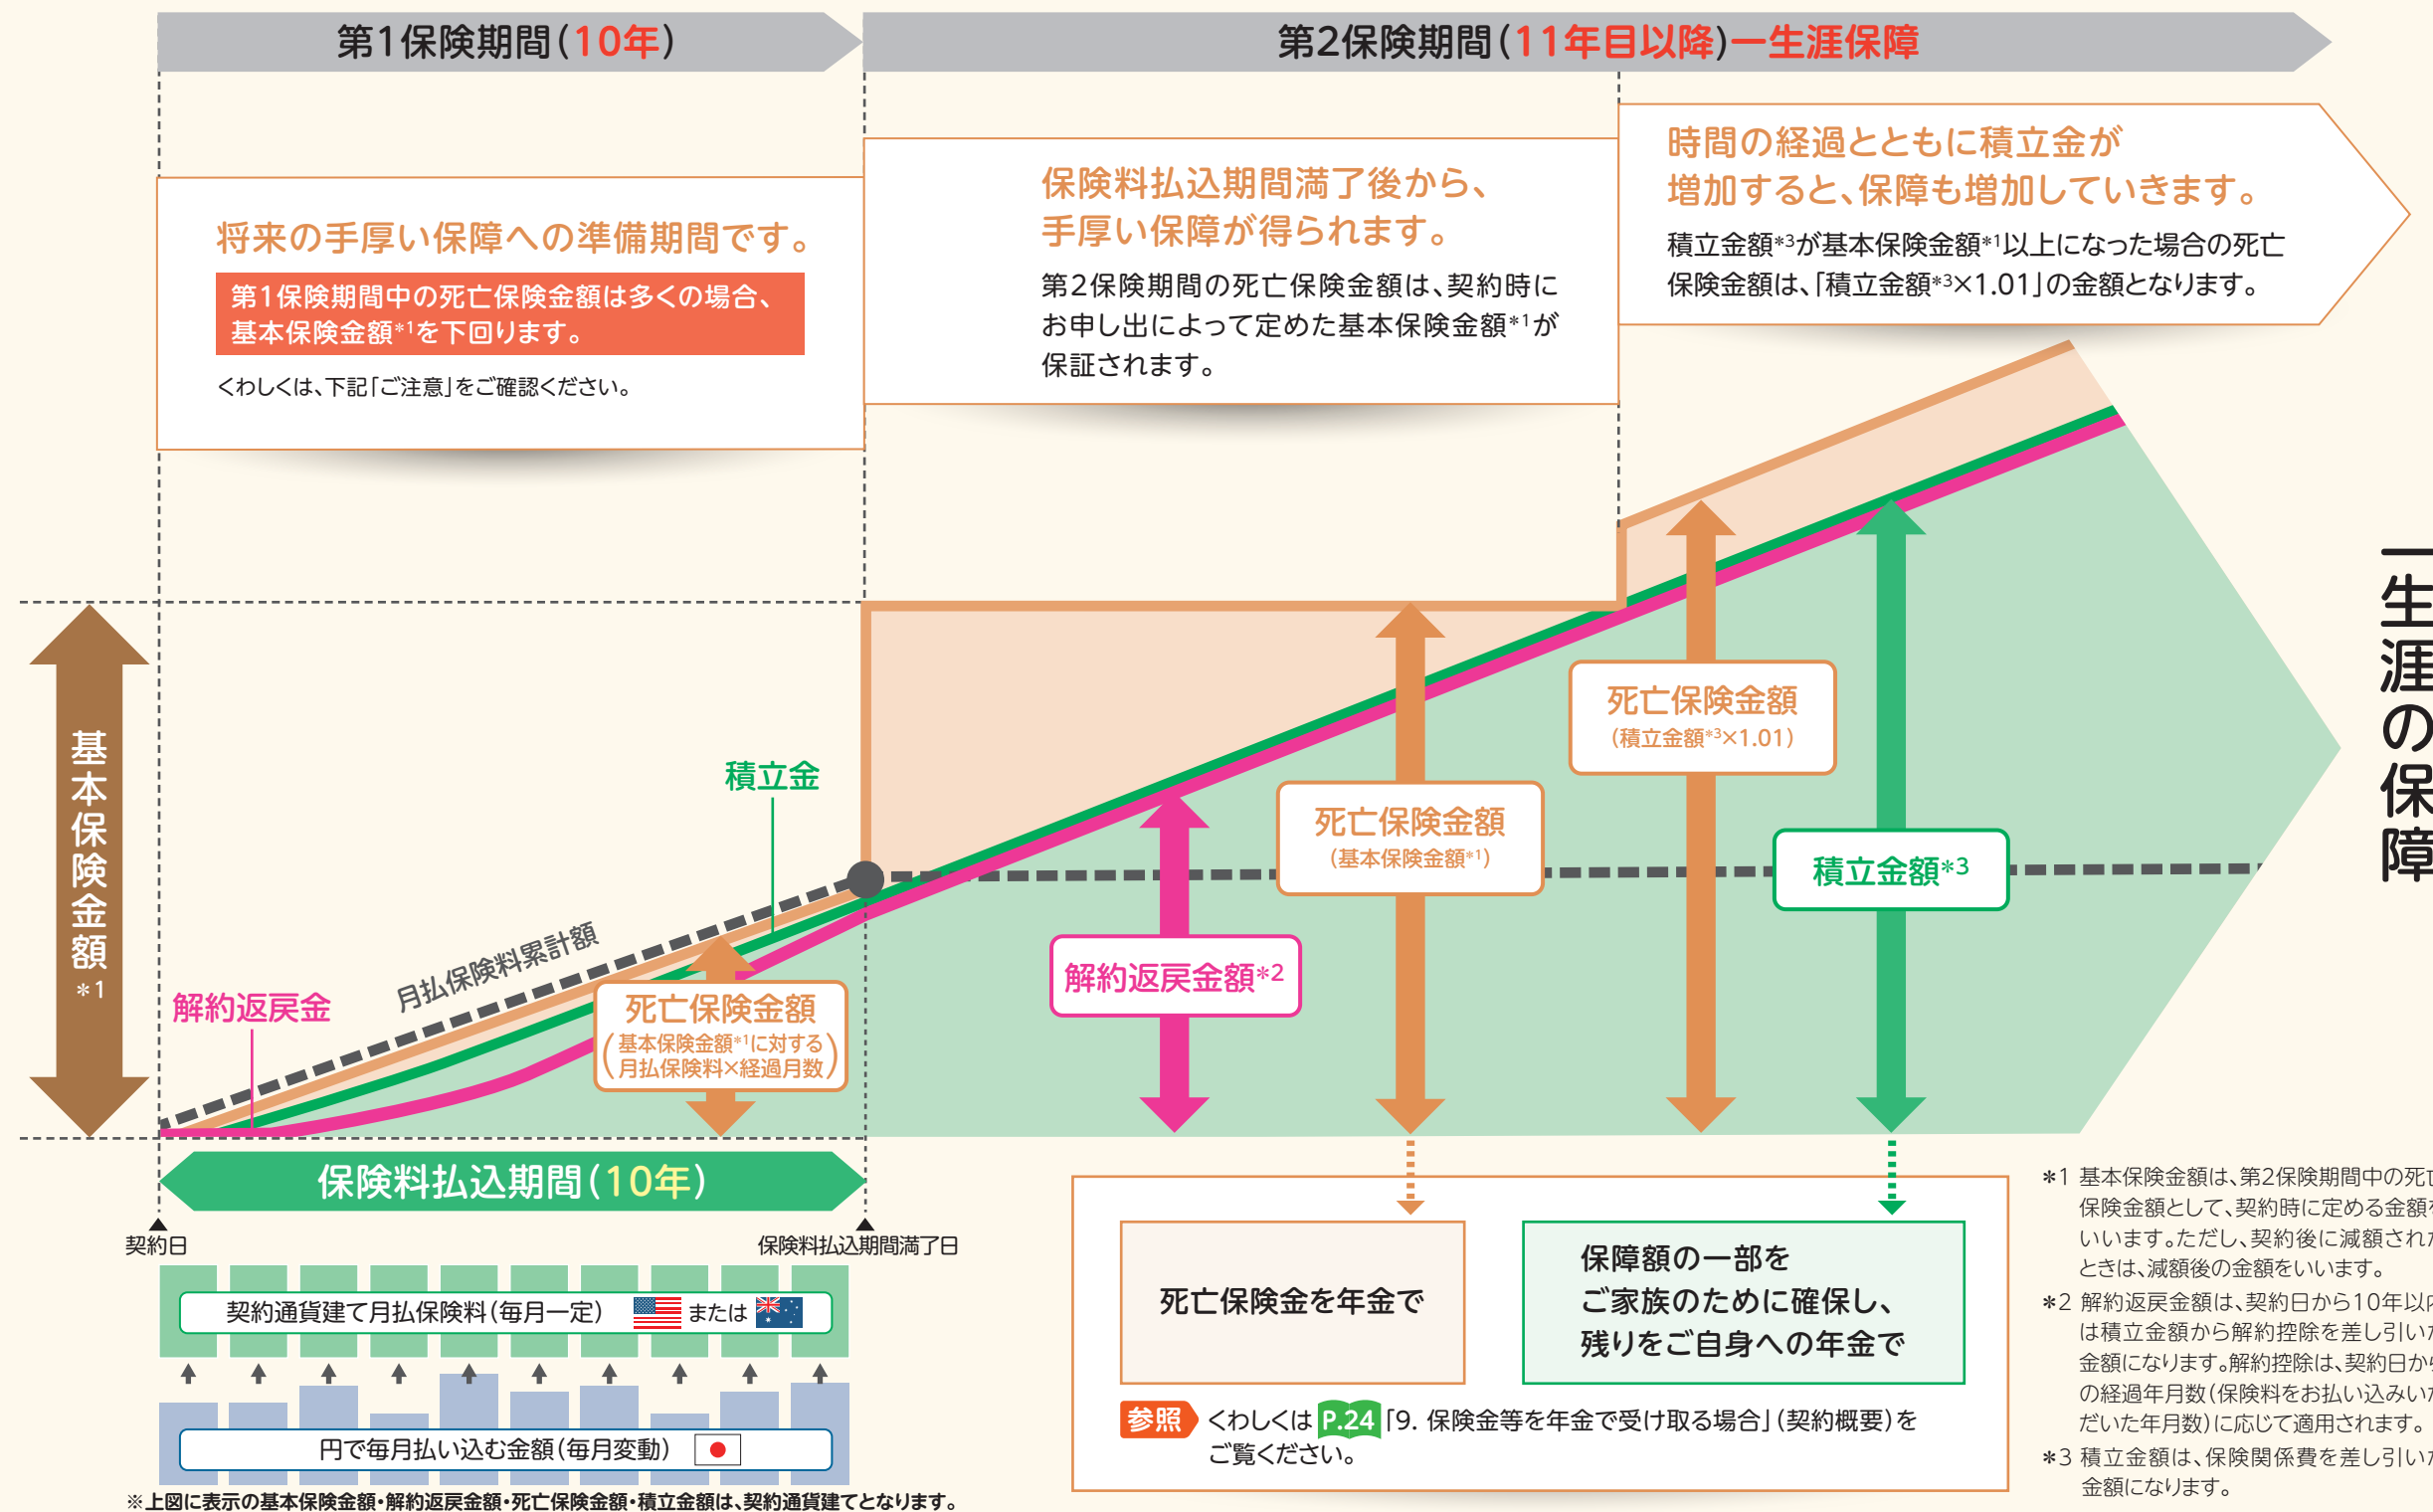 第1保険期間(10年)
第2保険期間(11年目以降)一生涯保障
将来の手厚い保障への準備期間です。
第1保険期間中の死亡保険金額は多くの場合、
基本保険金額*1を下回ります。
くわしくは、下記「ご注意」をご確認ください。
保険料払込期間満了後から、
手厚い保障が得られます。
第2保険期間の死亡保険金額は、契約時に
お申し出によって定めた基本保険金額*1が
保証されます。
時間の経過とともに積立金が
増加すると、保障も増加していきます。
積立金額*3が基本保険金額*1以上になった場合の死亡
保険金額は、「積立金額*3×1.01」の金額となります。
基本保険金額*1
解約返戻金
月払保険料累計額
積立金
死亡保険金額
(基本保険金額*1に対する
月払保険料×経過月数)
解約返戻金額*2
死亡保険金額
(基本保険金額*1)
死亡保険金額
(積立金額*3×1.01)
積立金額*3
一生涯の保障
保険料払込期間(10年)
契約日
保険料払込期間満了日
契約通貨建て月払保険料(毎月一定)
または
円で毎月払い込む金額(毎月変動)
※上図に表示の基本保険金額・解約返戻金額・死亡保険金額・積立金額は、契約通貨建てとなります。
死亡保険金を年金で
保障額の一部を
ご家族のために確保し、
残りをご自身への年金で
参照 くわしくは P.24 「9. 保険金等を年金で受け取る場合」(契約概要)を
ご覧ください。
*1 基本保険金額は、第2保険期間中の死亡
保険金額として、契約時に定める金額を
いいます。ただし、契約後に減額された
ときは、減額後の金額をいいます。
*2 解約返戻金額は、契約日から10年以内
は積立金額から解約控除を差し引いた
金額になります。解約控除は、契約日から
の経過年月数(保険料をお払い込みいた
だいた年月数)に応じて適用されます。
*3 積立金額は、保険関係費を差し引いた
金額になります。